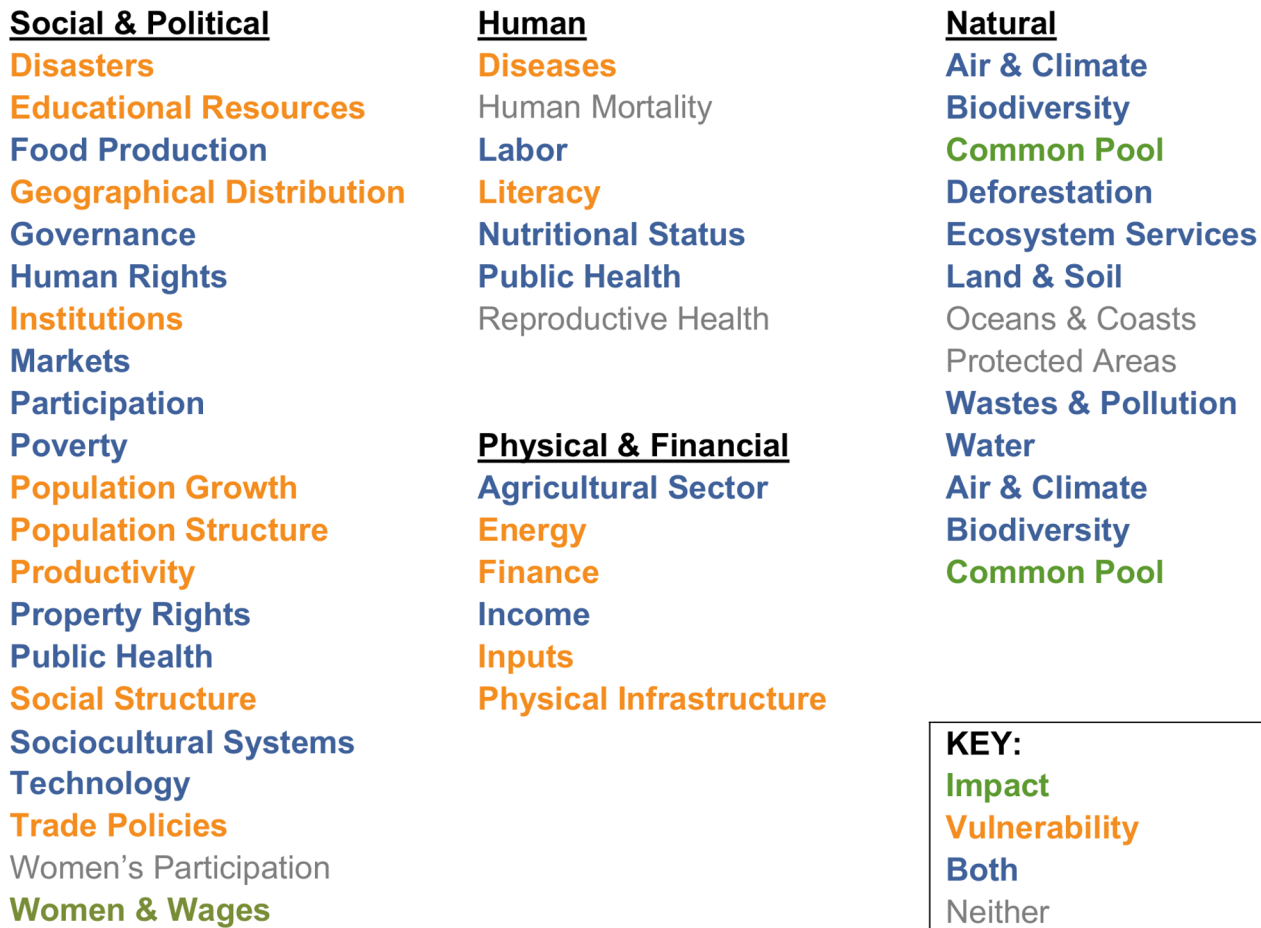 Social & Political
Disasters
Educational Resources
Food Production
Geographical Distribution
Governance
Human Rights
Institutions
Markets
Participation
Poverty
Population Growth
Population Structure
Productivity
Property Rights
Public Health
Social Structure
Sociocultural Systems
Technology
Trade Policies
Women’s Participation
Women & Wages
Human
Diseases
Human Mortality
Labor
Literacy
Nutritional Status
Public Health
Reproductive Health
Physical & Financial
Agricultural Sector
Energy
Finance
Income
Inputs
Physical Infrastructure
Natural
Air & Climate
Biodiversity
Common Pool
Deforestation
Ecosystem Services
Land & Soil
Oceans & Coasts
Protected Areas
Wastes & Pollution
Water
Air & Climate
Biodiversity
Common Pool
KEY:
Impact
Vulnerability
Both
Neither